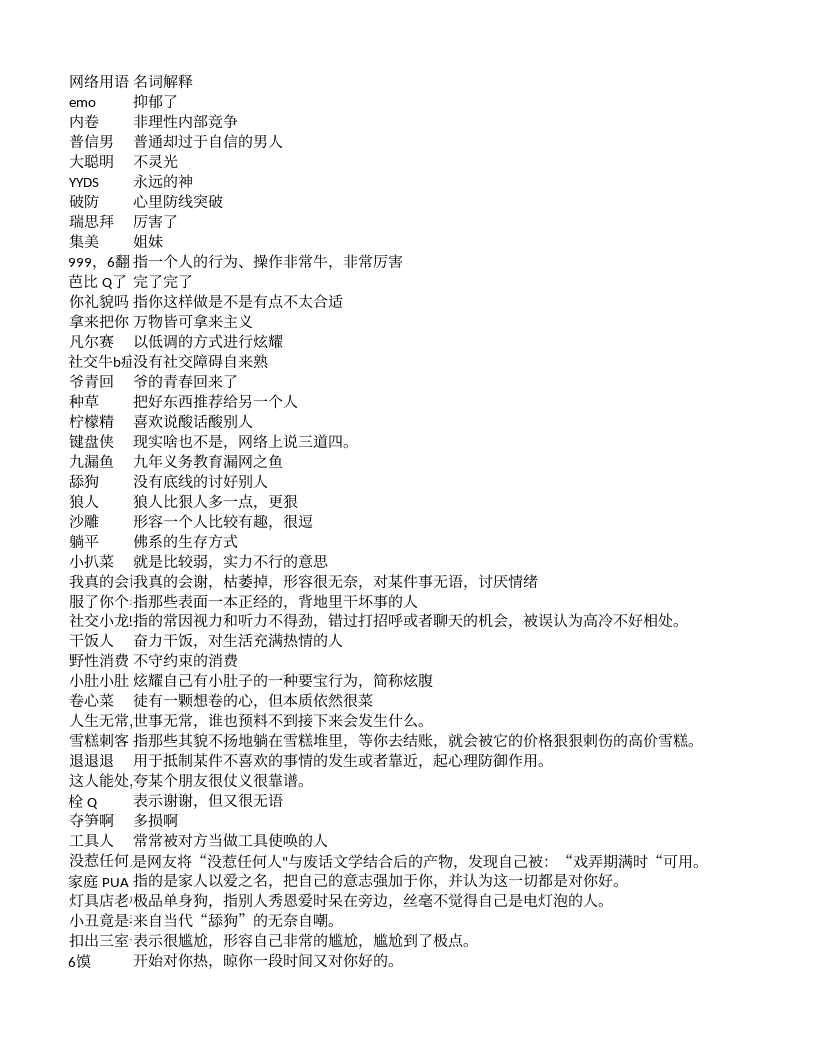 网络用语 名词解释
emo 抑郁了
内卷 非理性内部竞争
普信男 普通却过于自信的男人
大聪明 不灵光
YYDS 永远的神
破防 心里防线突破
瑞思拜 厉害了
集美 姐妹
999，6翻 指一个人的行为、操作非常牛，非常厉害
芭比 Q了 完了完了
你礼貌吗 指你这样做是不是有点不太合适
拿来把你 万物皆可拿来主义
凡尔赛 以低调的方式进行炫耀
社交牛b症 没有社交障碍自来熟
爷青回 爷的青春回来了
种草 把好东西推荐给另一个人
柠檬精 喜欢说酸话酸别人
键盘侠 现实啥也不是，网络上说三道四。
九漏鱼 九年义务教育漏网之鱼
舔狗 没有底线的讨好别人
狼人 狼人比狠人多一点，更狠
沙雕 形容一个人比较有趣，很逗
躺平 佛系的生存方式
小扒菜 就是比较弱，实力不行的意思
我真的会 我真的会谢，枯萎掉，形容很无奈，对某件事无语，讨厌情绪
服了你个 指那些表面一本正经的，背地里干坏事的人
社交小龙 指的常因视力和听力不得劲，错过打招呼或者聊天的机会，被误认为高冷不好相处。
干饭人 奋力干饭，对生活充满热情的人
野性消费 不守约束的消费
小肚小肚 炫耀自己有小肚子的一种要宝行为，简称炫腹
卷心菜 徒有一颗想卷的心，但本质依然很菜
人生无常, 世事无常，谁也预料不到接下来会发生什么。
雪糕刺客 指那些其貌不扬地躺在雪糕堆里，等你去结账，就会被它的价格狠狠刺伤的高价雪糕。
退退退 用于抵制某件不喜欢的事情的发生或者靠近，起心理防御作用。
这人能处, 夸某个朋友很仗义很靠谱。
栓 Q 表示谢谢，但又很无语
夺笋啊 多损啊
工具人 常常被对方当做工具使唤的人
没惹任何 是网友将“没惹任何人"与废话文学结合后的产物，发现自己被：“戏弄期满时“可用。
家庭 PUA 指的是家人以爱之名，把自己的意志强加于你，并认为这一切都是对你好。
灯具店老 极品单身狗，指别人秀恩爱时呆在旁边，丝毫不觉得自己是电灯泡的人。
小丑竟是 来自当代“舔狗”的无奈自嘲。
扣出三室 表示很尴尬，形容自己非常的尴尬，尴尬到了极点。
6馍 开始对你热，晾你一段时间又对你好的。